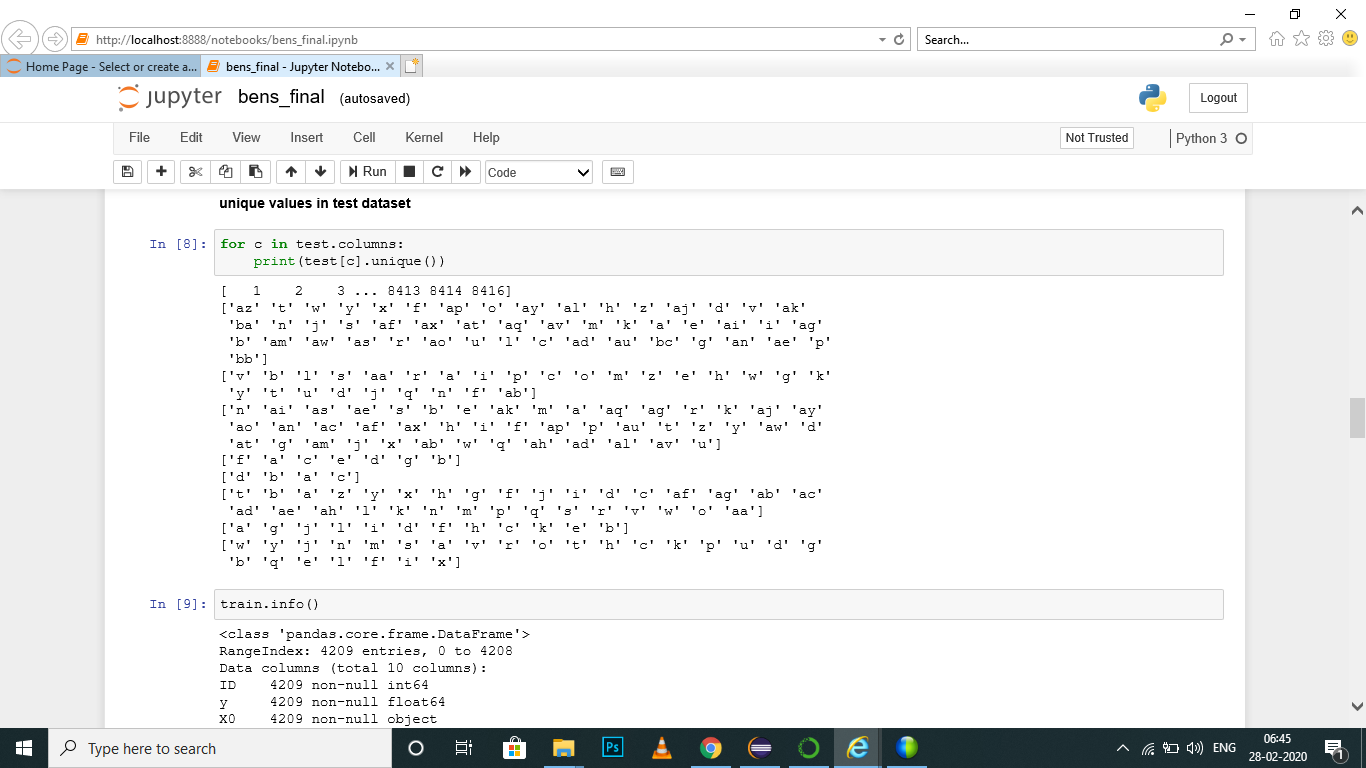 http://localhost:8888/notebooks/bens_final.ipynb
Search...
Home Page - Select or create a...
bens_final - Jupyter Notebo...
jupyter bens_final (autosaved)
Logout
File Edit View Insert Cell Kernel Help
Not Trusted
Python 3
Run
Code
unique values in test dataset
In [8]: for c in test.columns:
    print(test[c].unique())
[   1    2    3 ... 8413 8414 8416]
['az' 't' 'w' 'y' 'x' 'f' 'ap' 'o' 'ay' 'al' 'h' 'z' 'aj' 'd' 'v' 'ak'
 'ba' 'n' 'j' 's' 'af' 'ax' 'at' 'aq' 'av' 'm' 'k' 'a' 'e' 'ai' 'i' 'ag'
 'b' 'am' 'aw' 'as' 'r' 'ao' 'u' 'l' 'c' 'ad' 'au' 'bc' 'g' 'an' 'ae' 'p'
 'bb']
['v' 'b' 'l' 's' 'aa' 'r' 'a' 'i' 'p' 'c' 'o' 'm' 'z' 'e' 'h' 'w' 'g' 'k'
 'y' 't' 'u' 'd' 'j' 'q' 'n' 'f' 'ab']
['n' 'ai' 'as' 'ae' 's' 'b' 'e' 'ak' 'm' 'a' 'aq' 'ag' 'r' 'k' 'aj' 'ay'
 'ao' 'an' 'ac' 'af' 'ax' 'h' 'i' 'f' 'ap' 'p' 'au' 't' 'z' 'y' 'aw' 'd'
 'at' 'g' 'am' 'j' 'x' 'ab' 'w' 'q' 'ah' 'ad' 'al' 'av' 'u']
['f' 'a' 'c' 'e' 'd' 'g' 'b']
['d' 'b' 'a' 'c']
['t' 'b' 'a' 'z' 'y' 'x' 'h' 'g' 'f' 'j' 'i' 'd' 'c' 'af' 'ag' 'ab' 'ac'
 'ad' 'ae' 'ah' 'l' 'k' 'n' 'm' 'p' 'q' 's' 'r' 'v' 'w' 'o' 'aa']
['a' 'g' 'j' 'l' 'i' 'd' 'f' 'h' 'c' 'k' 'e' 'b']
['w' 'y' 'j' 'n' 'm' 's' 'a' 'v' 'r' 'o' 't' 'h' 'c' 'k' 'p' 'u' 'd' 'g'
 'b' 'q' 'e' 'l' 'f' 'i' 'x']
In [9]: train.info()
<class 'pandas.core.frame.DataFrame'>
RangeIndex: 4209 entries, 0 to 4208
Data columns (total 10 columns):
ID    4209 non-null int64
y     4209 non-null float64
X0    4209 non-null object
Type here to search
Ps
ENG
06:45
28-02-2020
1